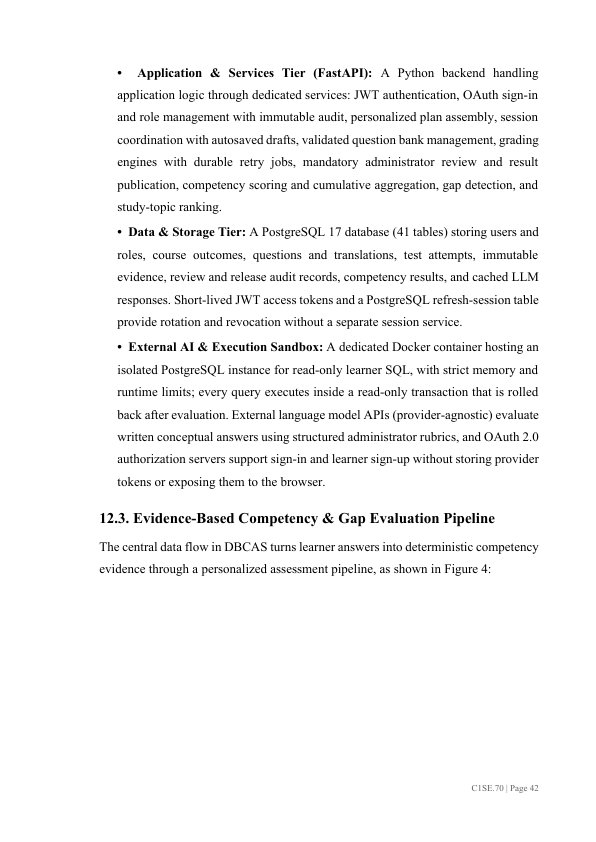 • Application & Services Tier (FastAPI): A Python backend handling
application logic through dedicated services: JWT authentication, OAuth sign-in
and role management with immutable audit, personalized plan assembly, session
coordination with autosaved drafts, validated question bank management, grading
engines with durable retry jobs, mandatory administrator review and result
publication, competency scoring and cumulative aggregation, gap detection, and
study-topic ranking.
• Data & Storage Tier: A PostgreSQL 17 database (41 tables) storing users and
roles, course outcomes, questions and translations, test attempts, immutable
evidence, review and release audit records, competency results, and cached LLM
responses. Short-lived JWT access tokens and a PostgreSQL refresh-session table
provide rotation and revocation without a separate session service.
• External AI & Execution Sandbox: A dedicated Docker container hosting an
isolated PostgreSQL instance for read-only learner SQL, with strict memory and
runtime limits; every query executes inside a read-only transaction that is rolled
back after evaluation. External language model APIs (provider-agnostic) evaluate
written conceptual answers using structured administrator rubrics, and OAuth 2.0
authorization servers support sign-in and learner sign-up without storing provider
tokens or exposing them to the browser.
12.3. Evidence-Based Competency & Gap Evaluation Pipeline
The central data flow in DBCAS turns learner answers into deterministic competency
evidence through a personalized assessment pipeline, as shown in Figure 4:
C1SE.70 | Page 42